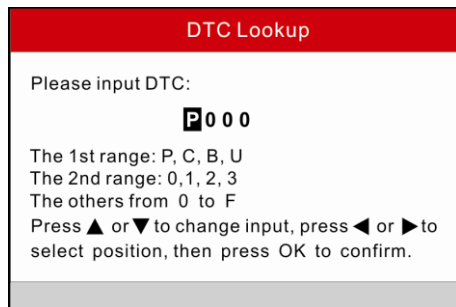 DTC Lookup
Please input DTC:
P000
The 1st range: P, C, B, U
The 2nd range: 0,1, 2, 3
The others from 0 to F
Press ▲ or ▼ to change input, press ◀ or ▶ to
select position, then press OK to confirm.